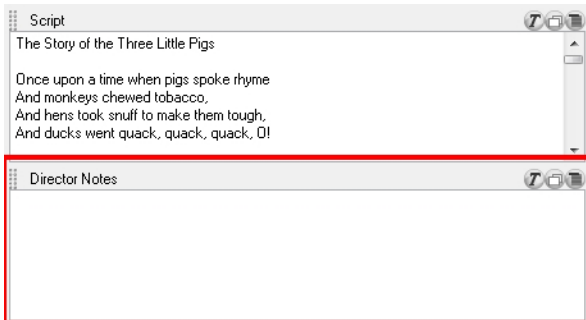 Script
The Story of the Three Little Pigs
Once upon a time when pigs spoke rhyme
And monkeys chewed tobacco,
And hens took snuff to make them tough,
And ducks went quack, quack, quack, O!
Director Notes